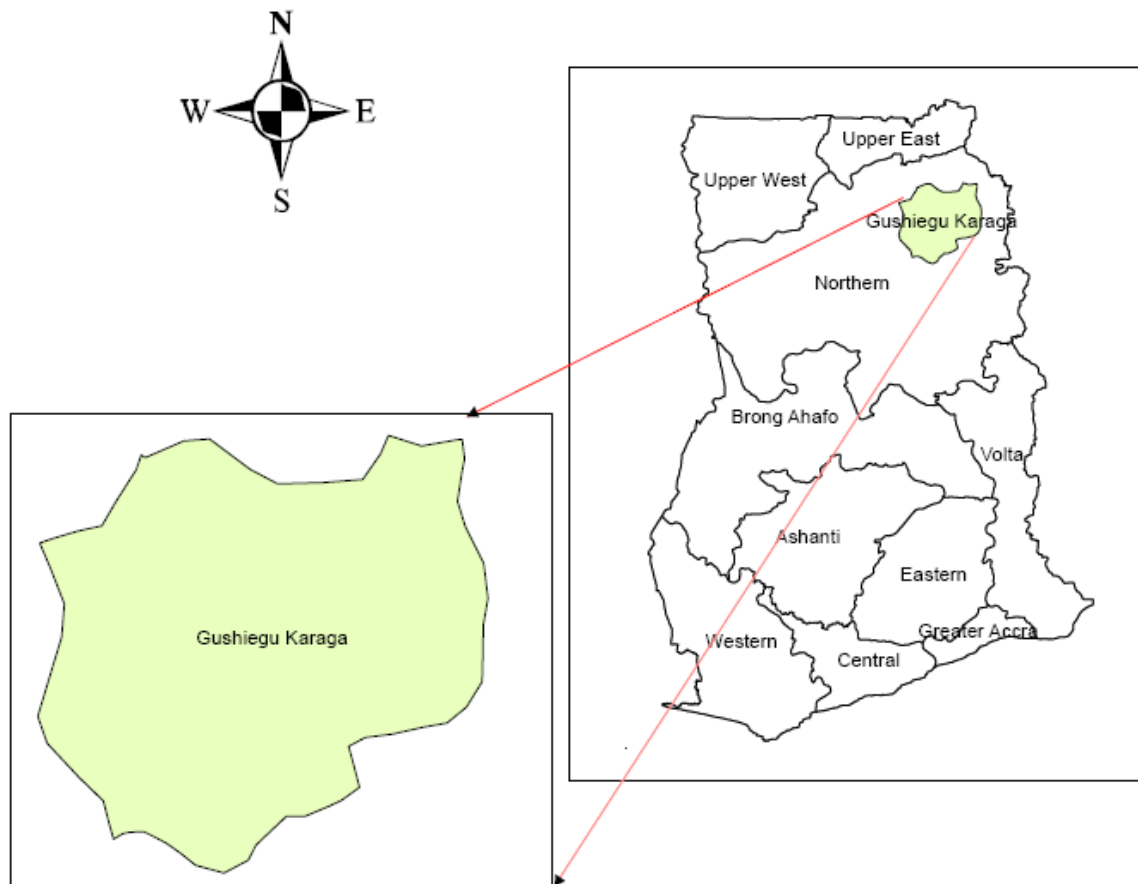 N
W E
S
Upper East
Upper West
Gushiegu Karaga
Northern
Brong Ahafo
Volta
Ashanti
Eastern
Greater Accra
Western
Central
Gushiegu Karaga